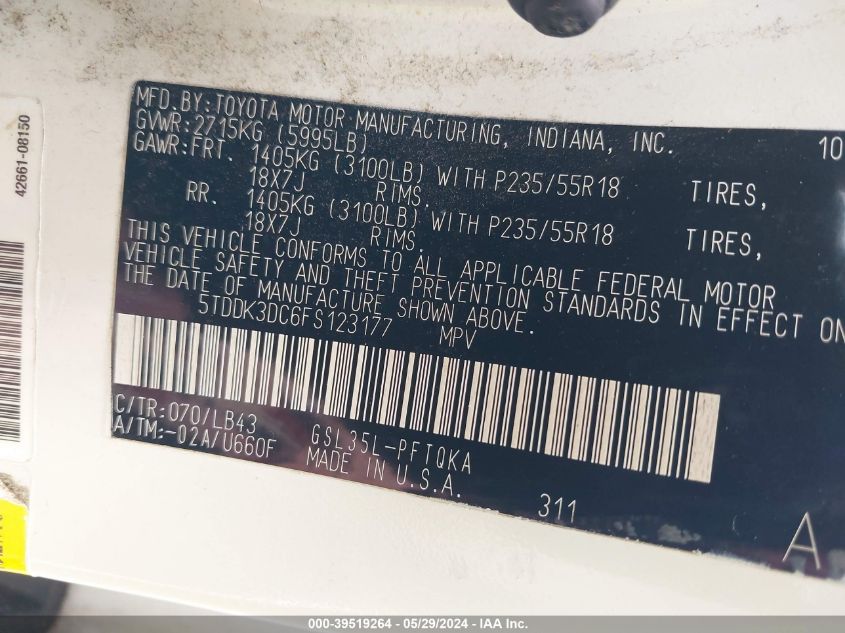 MFD.BY:TOYOTA MOTOR MANUFACTURING, INDIANA, INC. 10
GVWR:2715KG (5995LB)
GAWR:FRT. 1405KG (3100LB) WITH P235/55R18 TIRES,
18X7J RIMS.
RR. 1405KG (3100LB) WITH P235/55R18 TIRES,
18X7J RIMS.
THIS VEHICLE CONFORMS TO ALL APPLICABLE FEDERAL MOTOR
VEHICLE SAFETY AND THEFT PREVENTION STANDARDS IN EFFECT ON
THE DATE OF MANUFACTURE SHOWN ABOVE.
5TDDK3DC6FS123177 MPV
C/TR:070/LB43 GSL35L-PFTQKA
A/TM:-02A/U660F MADE IN U.S.A.
311
A
42661-08150
000-39519264 - 05/29/2024 - IAA Inc.